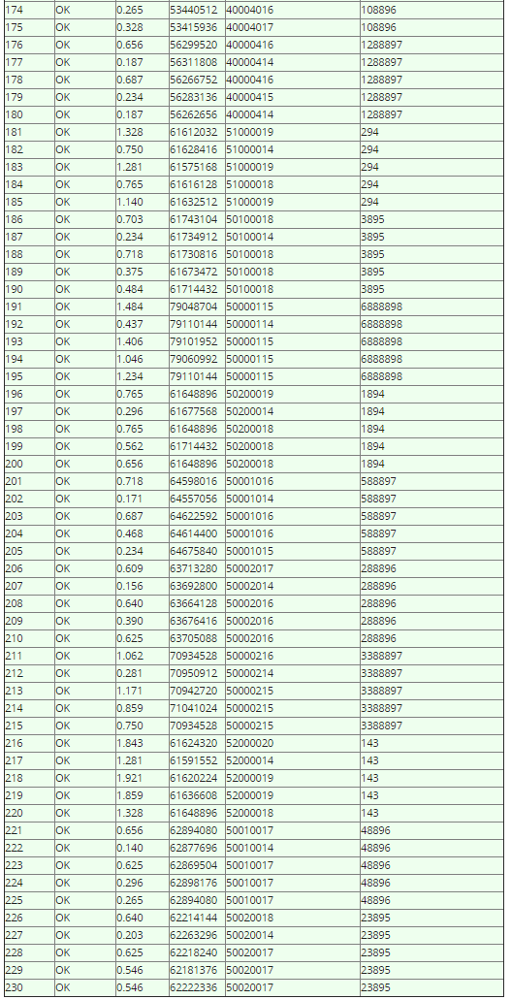 174 OK 0.265 53440512 40004016 108896
175 OK 0.328 53415936 40004017 108896
176 OK 0.656 56299520 40000416 1288897
177 OK 0.187 56311808 40000414 1288897
178 OK 0.687 56266752 40000416 1288897
179 OK 0.234 56283136 40000415 1288897
180 OK 0.187 56262656 40000414 1288897
181 OK 1.328 61612032 51000019 294
182 OK 0.750 61628416 51000014 294
183 OK 1.281 61575168 51000019 294
184 OK 0.765 61616128 51000018 294
185 OK 1.140 61632512 51000019 294
186 OK 0.703 61743104 50100018 3895
187 OK 0.234 61734912 50100014 3895
188 OK 0.718 61730816 50100018 3895
189 OK 0.375 61673472 50100018 3895
190 OK 0.484 61714432 50100018 3895
191 OK 1.484 79048704 50000115 6888898
192 OK 0.437 79110144 50000114 6888898
193 OK 1.406 79101952 50000115 6888898
194 OK 1.046 79060992 50000115 6888898
195 OK 1.234 79110144 50000115 6888898
196 OK 0.765 61648896 50200019 1894
197 OK 0.296 61677568 50200014 1894
198 OK 0.765 61648896 50200018 1894
199 OK 0.562 61714432 50200018 1894
200 OK 0.656 61648896 50200018 1894
201 OK 0.718 64598016 50001016 588897
202 OK 0.171 64557056 50001014 588897
203 OK 0.687 64622592 50001016 588897
204 OK 0.468 64614400 50001016 588897
205 OK 0.234 64675840 50001015 588897
206 OK 0.609 63713280 50002017 288896
207 OK 0.156 63692800 50002014 288896
208 OK 0.640 63664128 50002016 288896
209 OK 0.390 63676416 50002016 288896
210 OK 0.625 63705088 50002016 288896
211 OK 1.062 70934528 50000216 3388897
212 OK 0.281 70950912 50000214 3388897
213 OK 1.171 70942720 50000215 3388897
214 OK 0.859 71041024 50000215 3388897
215 OK 0.750 70934528 50000215 3388897
216 OK 1.843 61624320 52000020 143
217 OK 1.281 61591552 52000014 143
218 OK 1.921 61620224 52000019 143
219 OK 1.859 61636608 52000019 143
220 OK 1.328 61648896 52000018 143
221 OK 0.656 62894080 50010017 48896
222 OK 0.140 62877696 50010014 48896
223 OK 0.625 62869504 50010017 48896
224 OK 0.296 62898176 50010017 48896
225 OK 0.265 62894080 50010017 48896
226 OK 0.640 62214144 50020018 23895
227 OK 0.203 62263296 50020014 23895
228 OK 0.625 62218240 50020017 23895
229 OK 0.546 62181376 50020017 23895
230 OK 0.546 62222336 50020017 23895